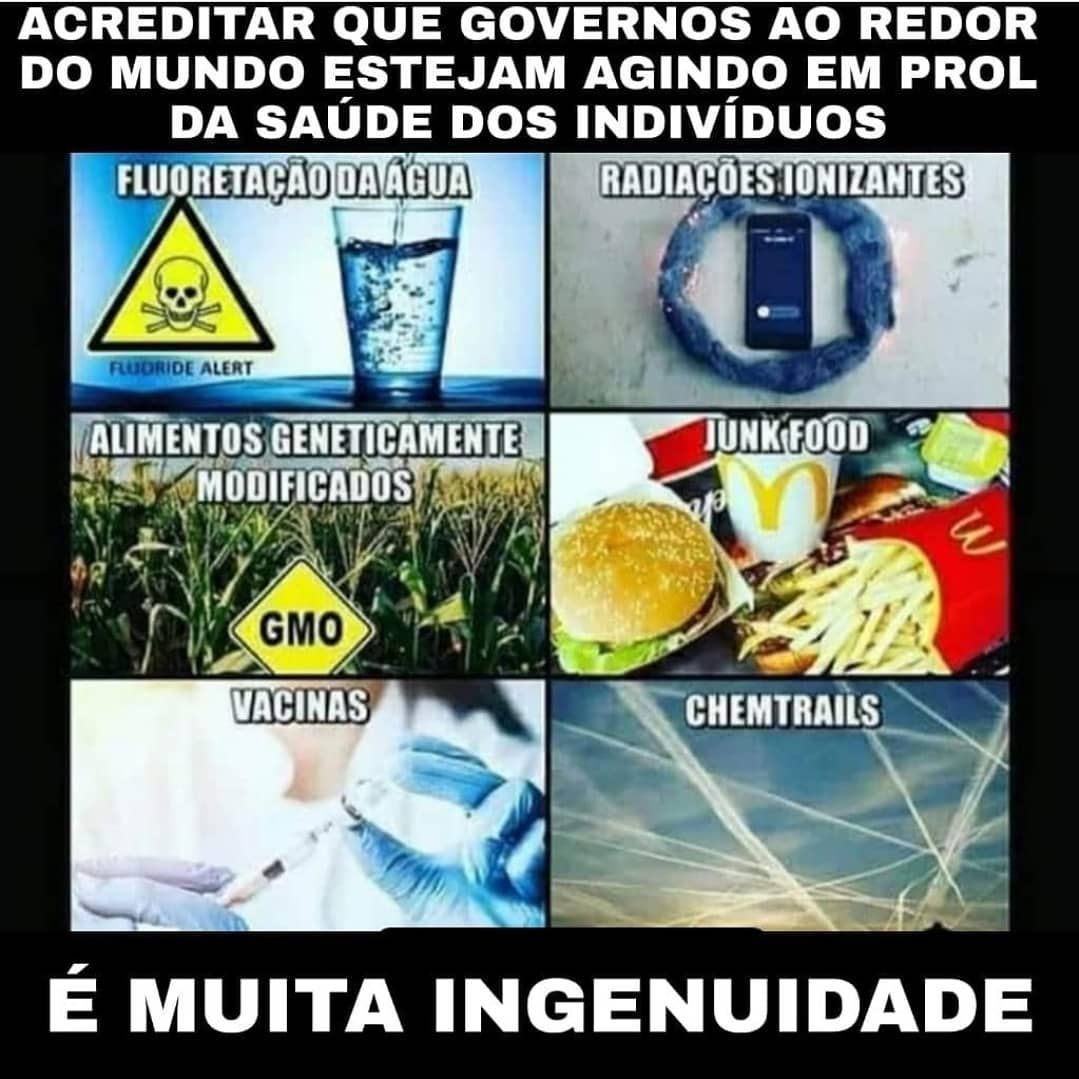 ACREDITAR QUE GOVERNOS AO REDOR
DO MUNDO ESTEJAM AGINDO EM PROL
DA SAÚDE DOS INDIVÍDUOS
FLUORETAÇÃO DA ÁGUA
FLUORIDE ALERT
RADIAÇÕES IONIZANTES
ALIMENTOS GENETICAMENTE
MODIFICADOS
GMO
JUNK FOOD
VACINAS
CHEMTRAILS
É MUITA INGENUIDADE